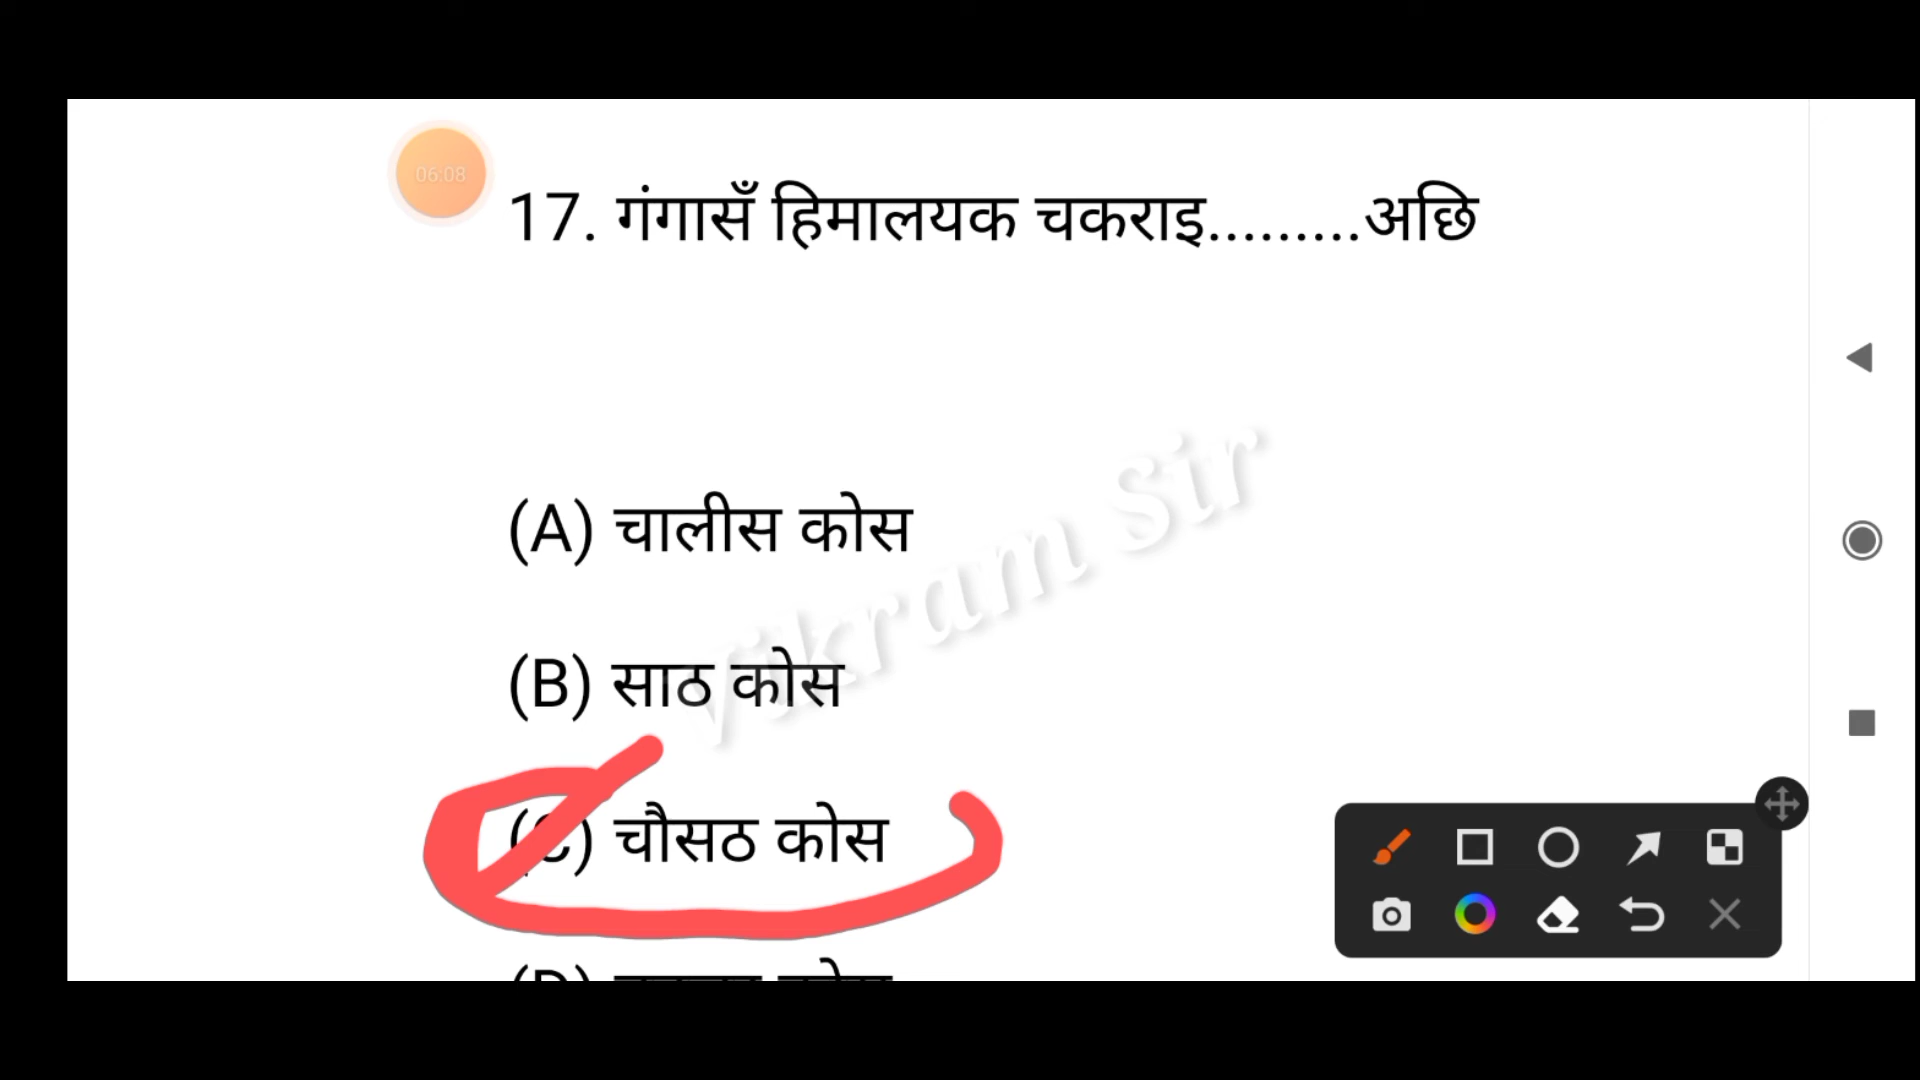 06:08
17. गंगासँ हिमालयक चकराइ.........अछि
(A) चालीस कोस
Vikram Sir
(B) साठ कोस
(C) चौसठ कोस
(D)